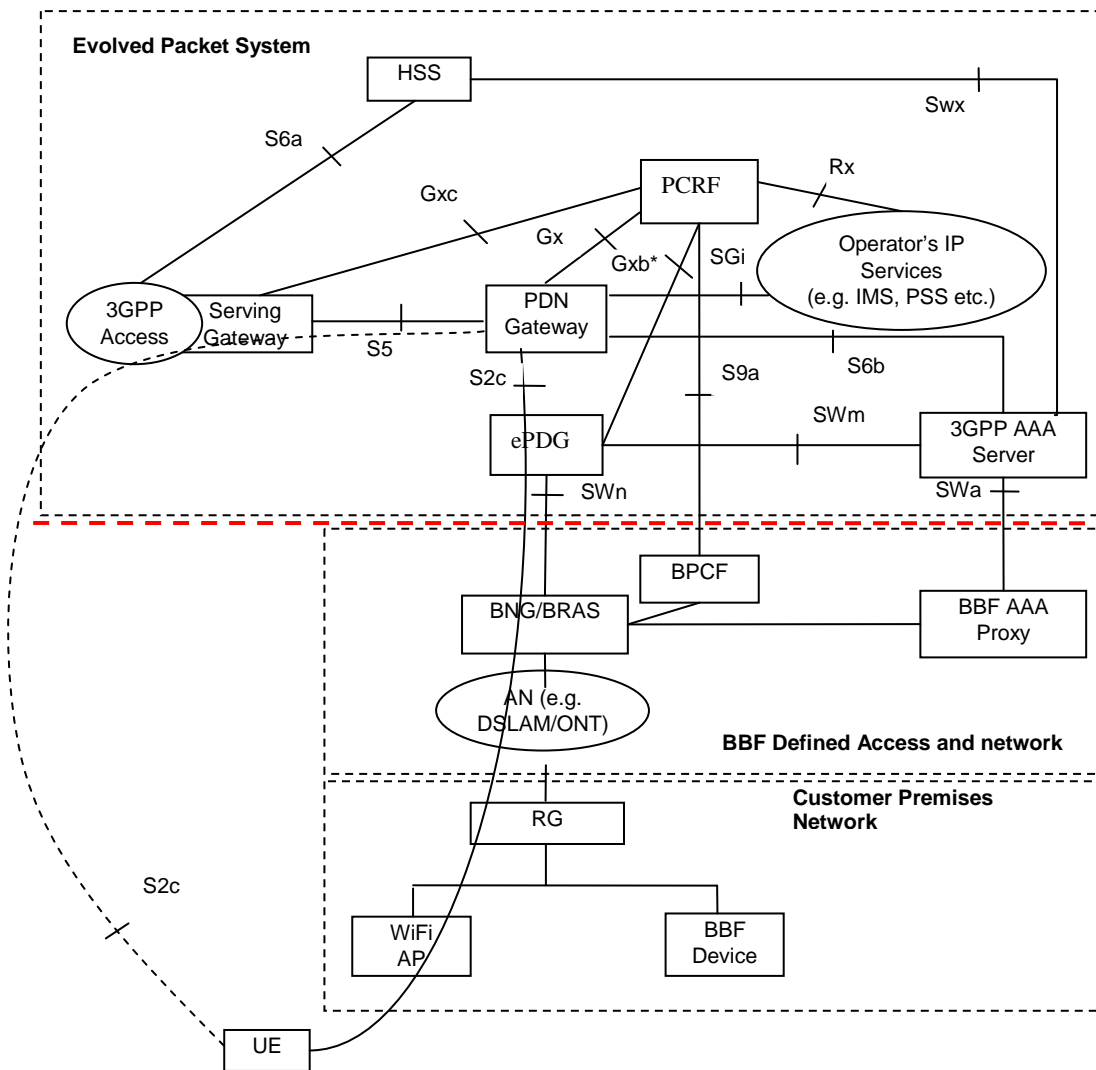 Evolved Packet System
HSS
Swx
S6a
PCRF
Rx
Gxc
Gx
Gxb*
SGi
Operator's IP
Services
(e.g. IMS, PSS etc.)
3GPP
Access
Serving
Gateway
PDN
Gateway
S5
S6b
S2c
S9a
ePDG
SWm
3GPP AAA
Server
SWn
SWa
BPCF
BNG/BRAS
BBF AAA
Proxy
AN (e.g.
DSLAM/ONT)
BBF Defined Access and network
Customer Premises
Network
RG
S2c
WiFi
AP
BBF
Device
UE